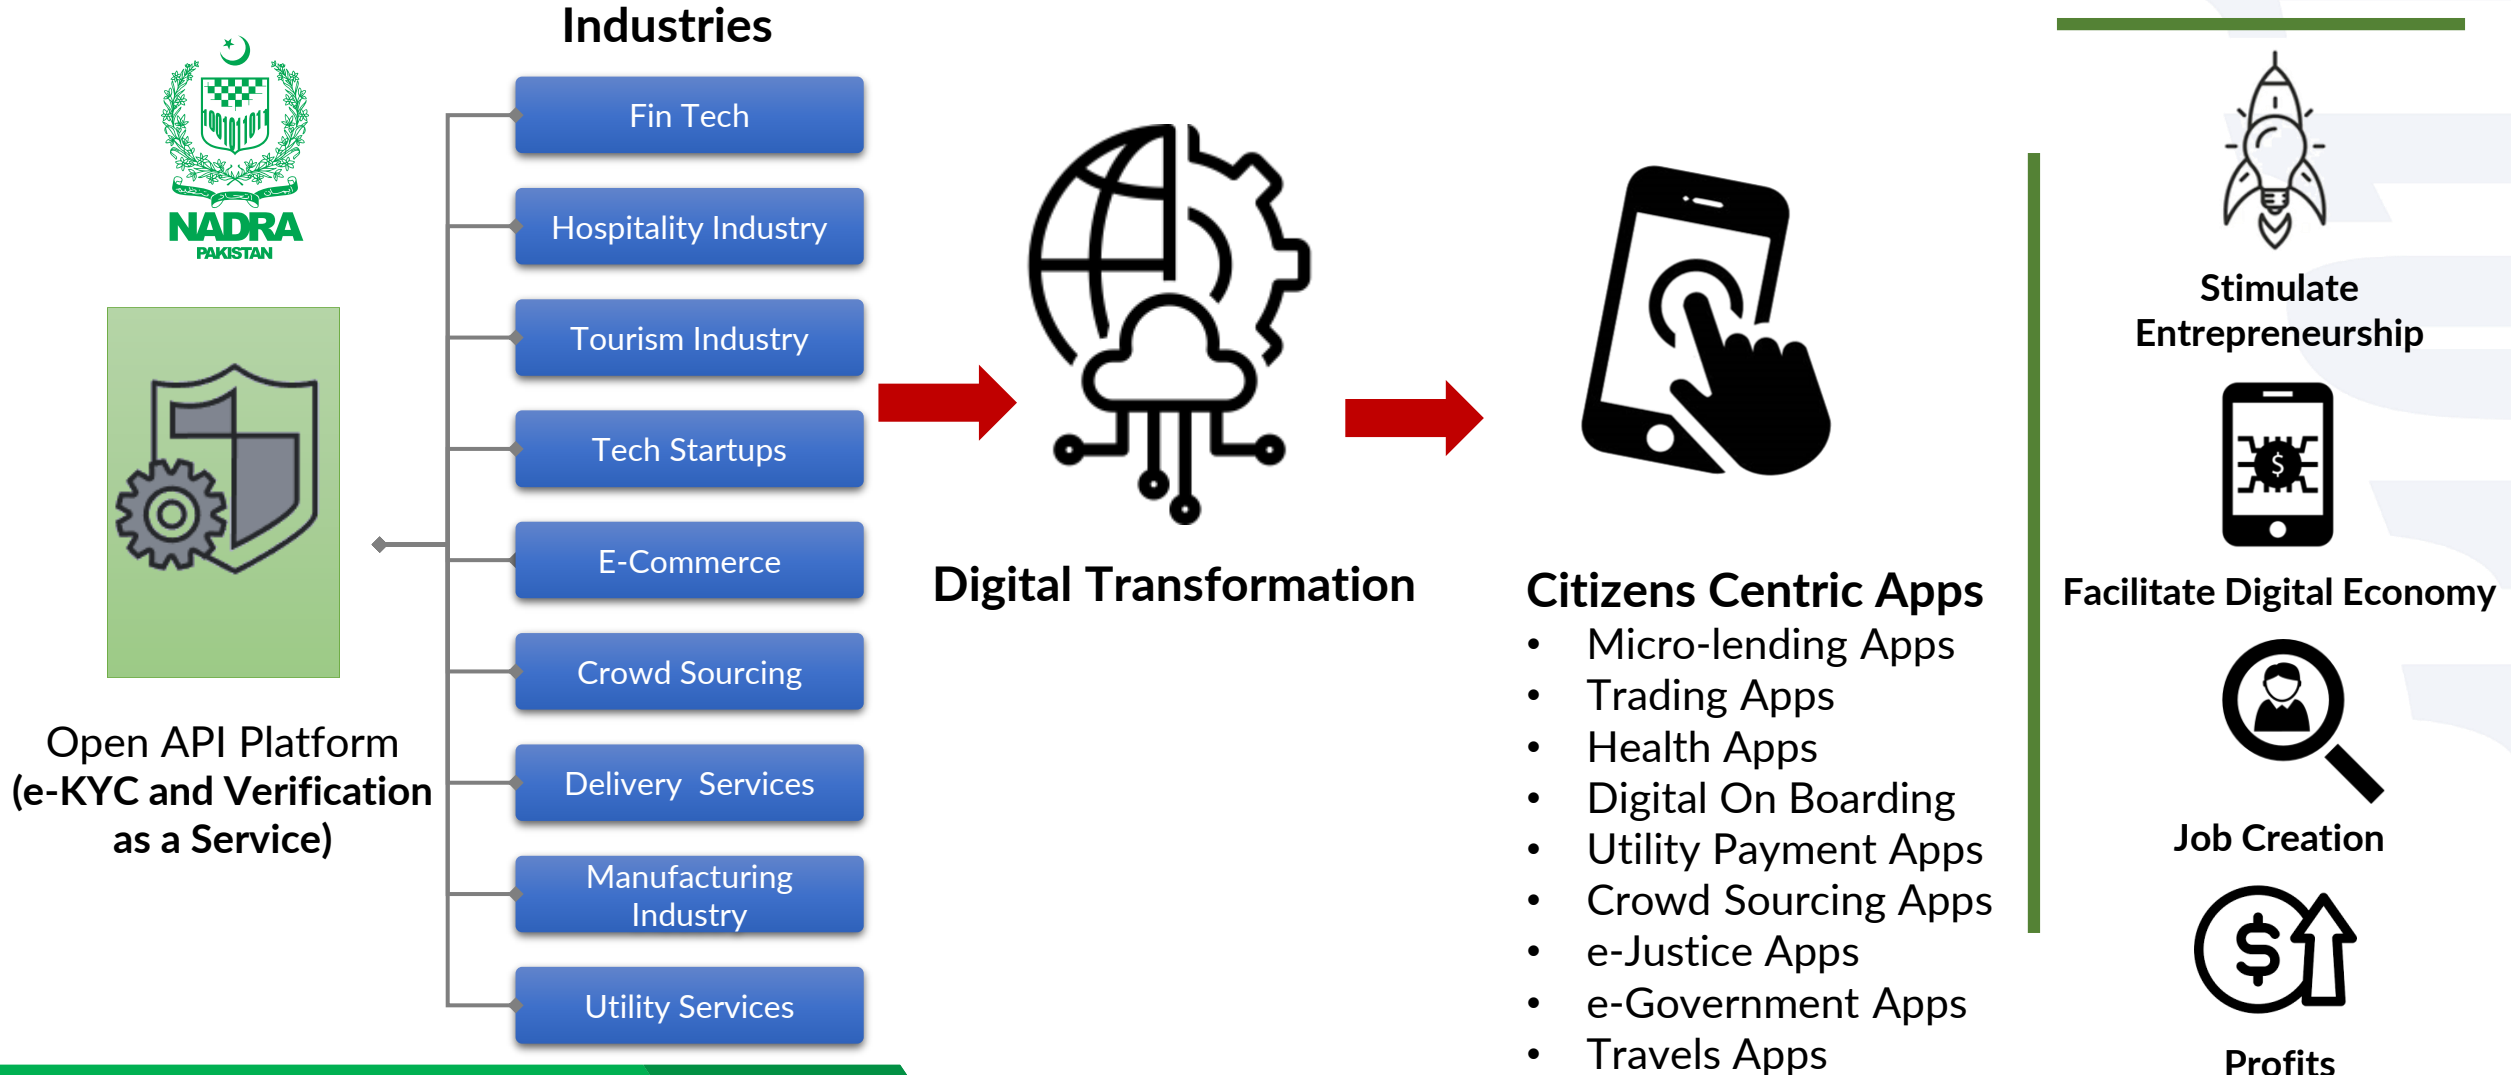 Industries
100101011
NADRA
PAKISTAN
Open API Platform
(e-KYC and Verification
as a Service)
Fin Tech
Hospitality Industry
Tourism Industry
Tech Startups
E-Commerce
Crowd Sourcing
Delivery  Services
Manufacturing
Industry
Utility Services
Digital Transformation
Citizens Centric Apps
• Micro-lending Apps
• Trading Apps
• Health Apps
• Digital On Boarding
• Utility Payment Apps
• Crowd Sourcing Apps
• e-Justice Apps
• e-Government Apps
• Travels Apps
Stimulate
Entrepreneurship
$
Facilitate Digital Economy
Job Creation
$
Profits